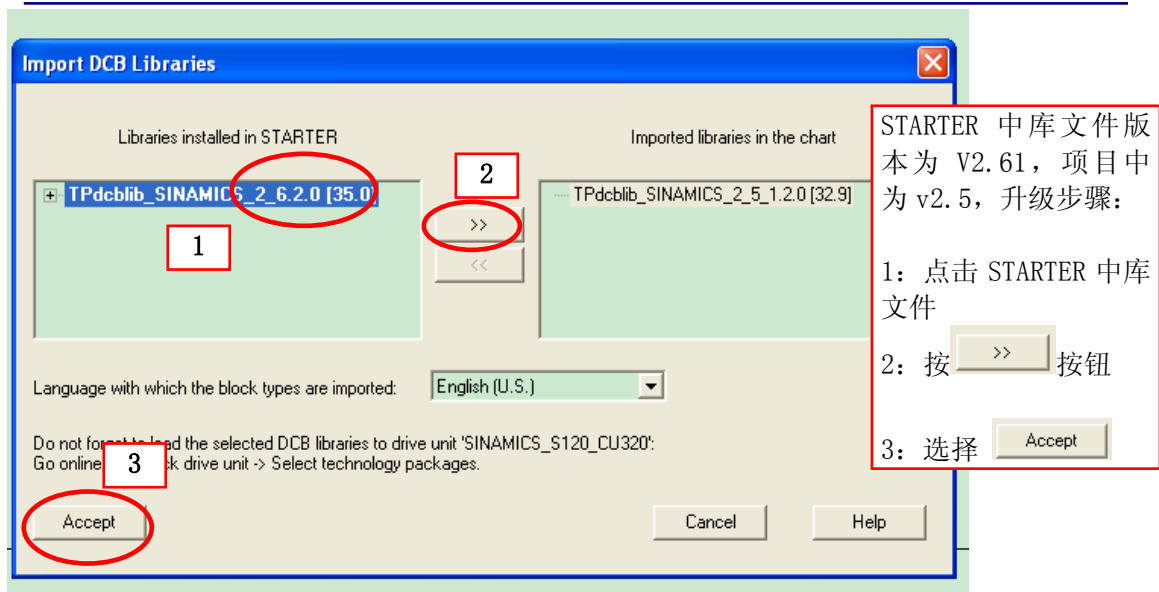 Import DCB Libraries
Libraries installed in STARTER
Imported libraries in the chart
TPdcblib_SINAMICS_2_6.2.0 [35.0]
TPdcblib_SINAMICS_2_5_1.2.0 [32.9]
1
2
>>
<<
Language with which the block types are imported:
English (U.S.)
Do not forget to load the selected DCB libraries to drive unit 'SINAMICS_S120_CU320':
Go online drive unit -> Select technology packages.
3
Accept
Cancel
Help
STARTER 中库文件版
本为 V2.61，项目中
为 v2.5，升级步骤：
1：点击 STARTER 中库
文件
2：按 >> 按钮
3：选择 Accept